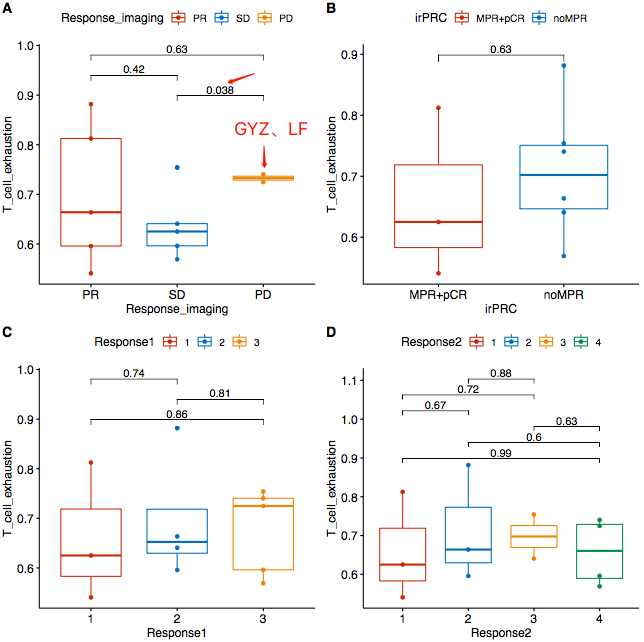 A
Response_imaging PR SD PD
0.63
0.42
0.038
GYZ、LF
1.0
0.9
0.8
0.7
0.6
T_cell_exhaustion
PR SD PD
Response_imaging
B
irPRC MPR+pCR noMPR
0.63
0.9
0.8
0.7
0.6
T_cell_exhaustion
MPR+pCR noMPR
irPRC
C
Response1 1 2 3
0.74
0.81
0.86
1.0
0.9
0.8
0.7
0.6
T_cell_exhaustion
1 2 3
Response1
D
Response2 1 2 3 4
0.88
0.72
0.67
0.63
0.6
0.99
1.1
1.0
0.9
0.8
0.7
0.6
T_cell_exhaustion
1 2 3 4
Response2